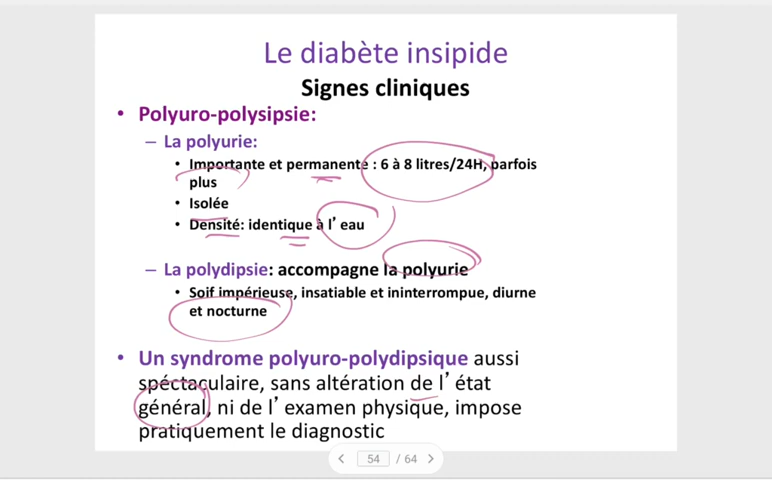 Le diabète insipide
Signes cliniques
• Polyuro-polysipsie:
– La polyurie:
• Importante et permanente : 6 à 8 litres/24H, parfois
plus
• Isolée
• Densité: identique à l’eau
– La polydipsie: accompagne la polyurie
• Soif impérieuse, insatiable et ininterrompue, diurne
et nocturne
• Un syndrome polyuro-polydipsique aussi
spéctaculaire, sans altération de l’état
général, ni de l’examen physique, impose
pratiquement le diagnostic
54 / 64